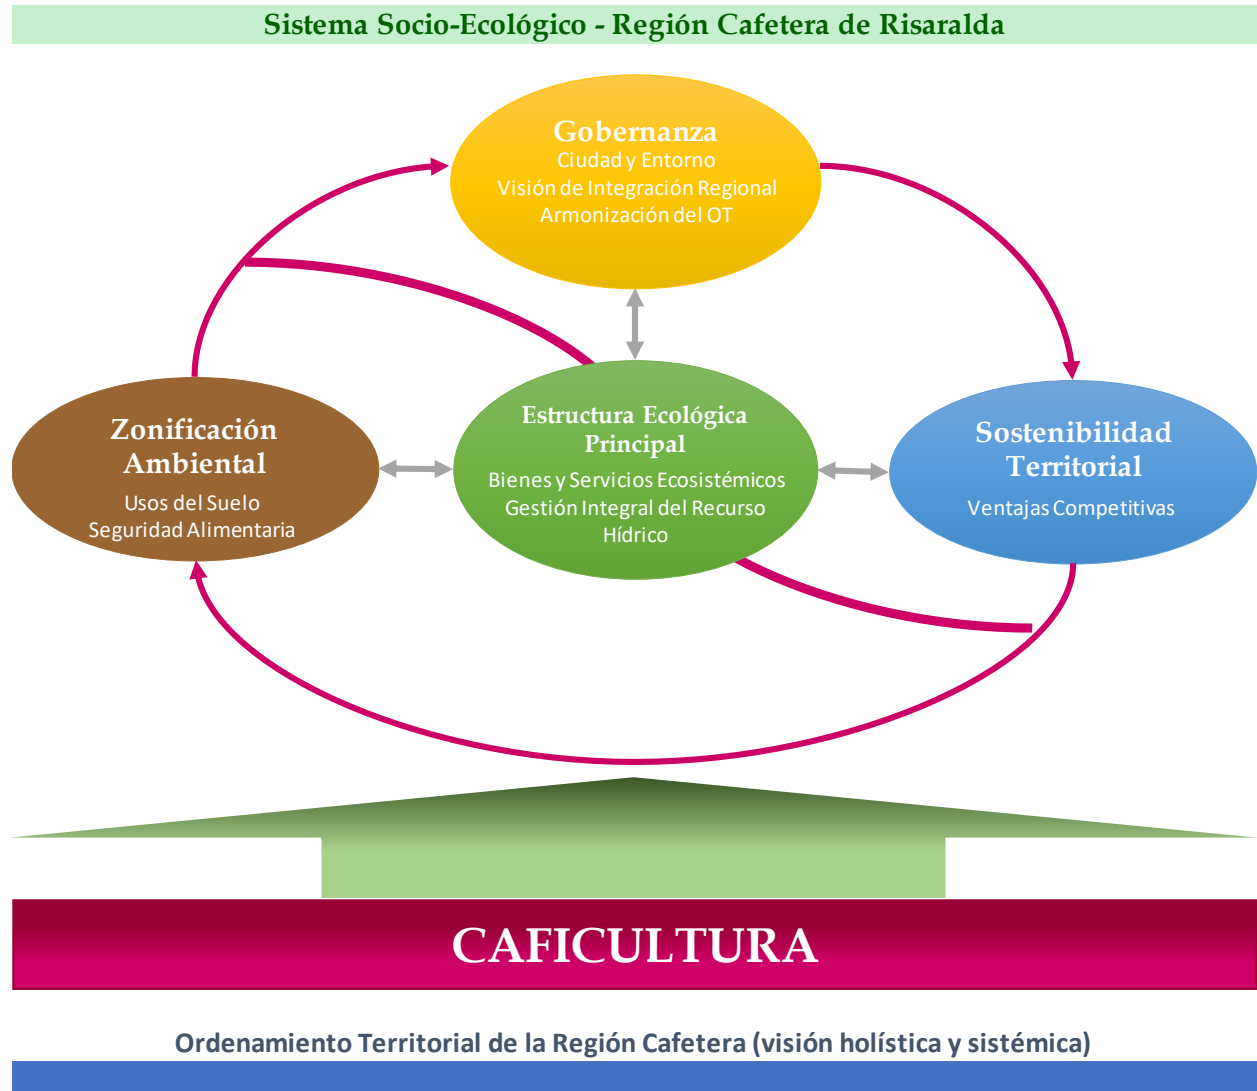 Sistema Socio-Ecológico - Región Cafetera de Risaralda
Gobernanza
Ciudad y Entorno
Visión de Integración Regional
Armonización del OT
Zonificación
Ambiental
Usos del Suelo
Seguridad Alimentaria
Estructura Ecológica
Principal
Bienes y Servicios Ecosistémicos
Gestión Integral del Recurso
Hídrico
Sostenibilidad
Territorial
Ventajas Competitivas
CAFICULTURA
Ordenamiento Territorial de la Región Cafetera (visión holística y sistémica)